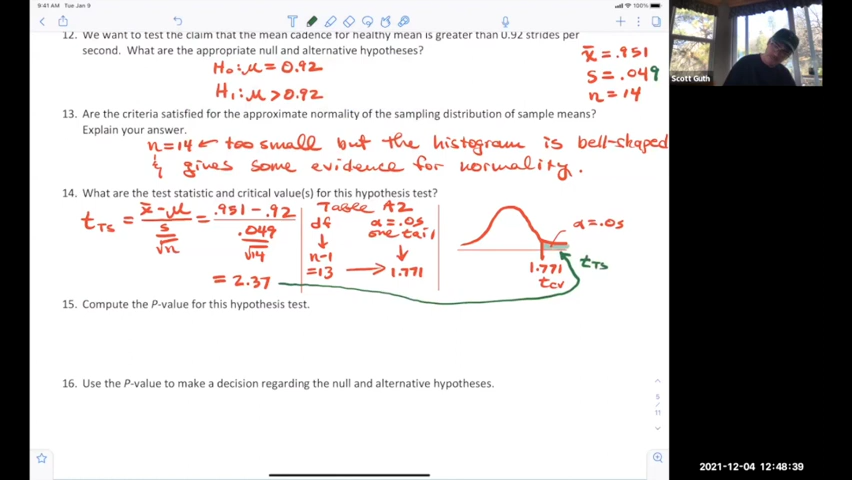 9:41 AM Tue Jan 9
100%
12. We want to test the claim that the mean cadence for healthy mean is greater than 0.92 strides per
second. What are the appropriate null and alternative hypotheses?
H₀: μ = 0.92
H₁: μ > 0.92
x̄ = .951
s = .049
n = 14
Scott Guth
13. Are the criteria satisfied for the approximate normality of the sampling distribution of sample means?
Explain your answer.
n = 14 ← too small but the histogram is bell-shaped
& gives some evidence for normality.
14. What are the test statistic and critical value(s) for this hypothesis test?
t_TS = (x̄ - μ)/(s/√n) = (.951 - .92)/(.049/√14)
= 2.37
Table A2
df α = .05
one tail
↓ ↓
n-1
= 13 → 1.771
α = .05
1.771
t_CV
t_TS
15. Compute the P-value for this hypothesis test.
16. Use the P-value to make a decision regarding the null and alternative hypotheses.
5
11
2021-12-04 12:48:39